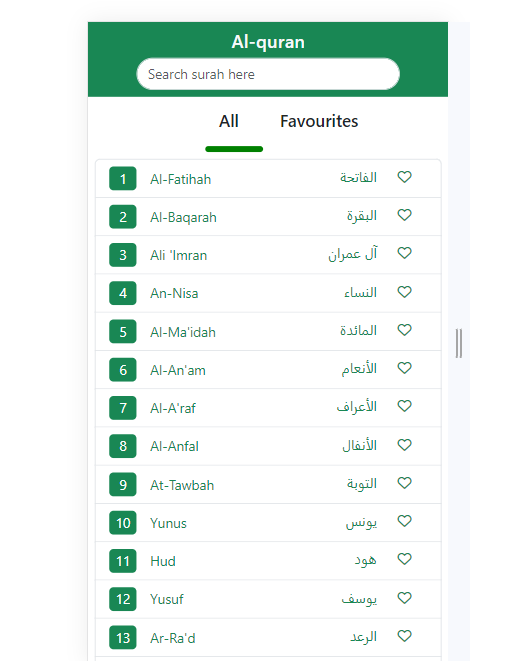 Al-quran
Search surah here
All Favourites
1 Al-Fatihah الفاتحة
2 Al-Baqarah البقرة
3 Ali 'Imran آل عمران
4 An-Nisa النساء
5 Al-Ma'idah المائدة
6 Al-An'am الأنعام
7 Al-A'raf الأعراف
8 Al-Anfal الأنفال
9 At-Tawbah التوبة
10 Yunus يونس
11 Hud هود
12 Yusuf يوسف
13 Ar-Ra'd الرعد